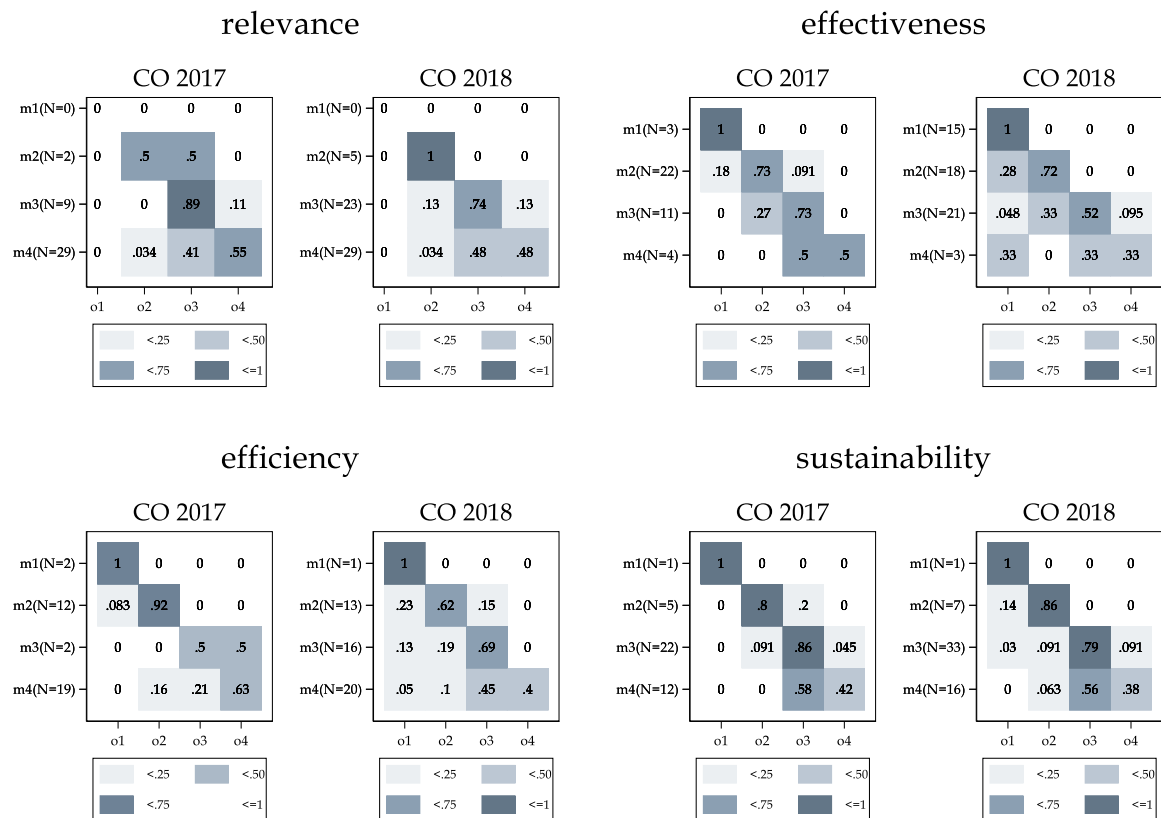 relevance effectiveness
CO 2017 CO 2018 CO 2017 CO 2018
m1(N=0) 0 0 0 0 m1(N=0) 0 0 0 0
m1(N=3) 1 0 0 0 m1(N=15) 1 0 0 0
m2(N=2) 0 .5 .5 0 m2(N=5) 0 1 0 0
m2(N=22) .18 .73 .091 0 m2(N=18) .28 .72 0 0
m3(N=9) 0 0 .89 .11 m3(N=23) 0 .13 .74 .13
m3(N=11) 0 .27 .73 0 m3(N=21) .048 .33 .52 .095
m4(N=29) 0 .034 .41 .55 m4(N=29) 0 .034 .48 .48
m4(N=4) 0 0 .5 .5 m4(N=3) .33 0 .33 .33
o1 o2 o3 o4 o1 o2 o3 o4 o1 o2 o3 o4 o1 o2 o3 o4
<.25 <.50 <.25 <.50 <.25 <.50 <.25 <.50
<.75 <=1 <.75 <=1 <.75 <=1 <.75 <=1
efficiency sustainability
CO 2017 CO 2018 CO 2017 CO 2018
m1(N=2) 1 0 0 0 m1(N=1) 1 0 0 0 m1(N=1) 1 0 0 0 m1(N=1) 1 0 0 0
m2(N=12) .083 .92 0 0 m2(N=13) .23 .62 .15 0 m2(N=5) 0 .8 .2 0 m2(N=7) .14 .86 0 0
m3(N=2) 0 0 .5 .5 m3(N=16) .13 .19 .69 0 m3(N=22) 0 .091 .86 .045 m3(N=33) .03 .091 .79 .091
m4(N=19) 0 .16 .21 .63 m4(N=20) .05 .1 .45 .4 m4(N=12) 0 0 .58 .42 m4(N=16) 0 .063 .56 .38
o1 o2 o3 o4 o1 o2 o3 o4 o1 o2 o3 o4 o1 o2 o3 o4
<.25 <.50 <.25 <.50 <.25 <.50 <.25 <.50
<.75 <=1 <.75 <=1 <.75 <=1 <.75 <=1